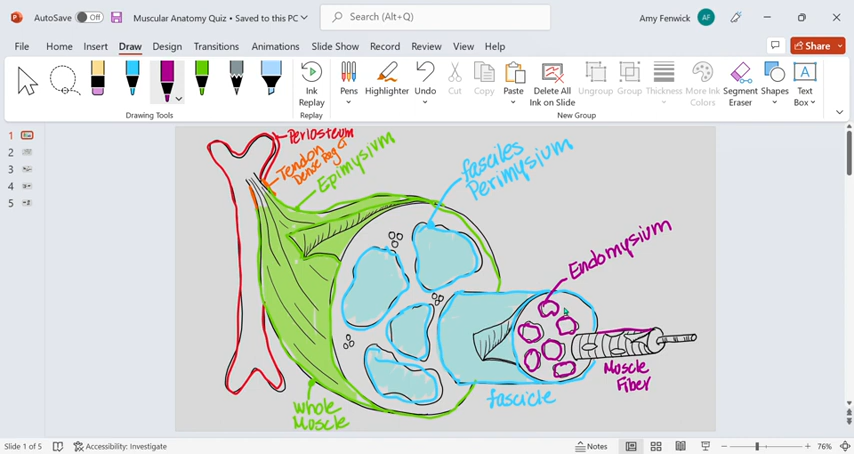 AutoSave Off Muscular Anatomy Quiz • Saved to this PC Search (Alt+Q) Amy Fenwick AF
File Home Insert Draw Design Transitions Animations Slide Show Record Review View Help Share
Ink Replay Pens Highlighter Undo Cut Copy Paste Delete All Ink on Slide Ungroup Group Thickness More Ink Colors Segment Eraser Shapes Text Box
Drawing Tools Replay New Group
1
2
3
4
5
Periosteum
Tendon
Dense Reg CT
Epimysium
fasciles
Perimysium
Endomysium
Muscle
Fiber
fascicle
whole
Muscle
Slide 1 of 5 Accessibility: Investigate Notes 76%